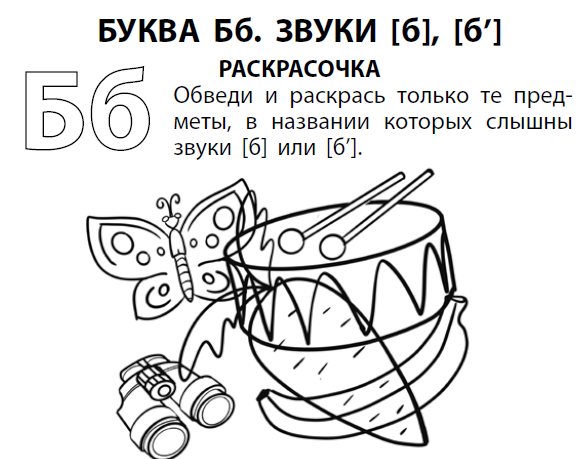 БУКВА Бб. ЗВУКИ [б], [б′]
Бб
РАСКРАСОЧКА
Обведи и раскрась только те пред-
меты, в названии которых слышны
звуки [б] или [б′].